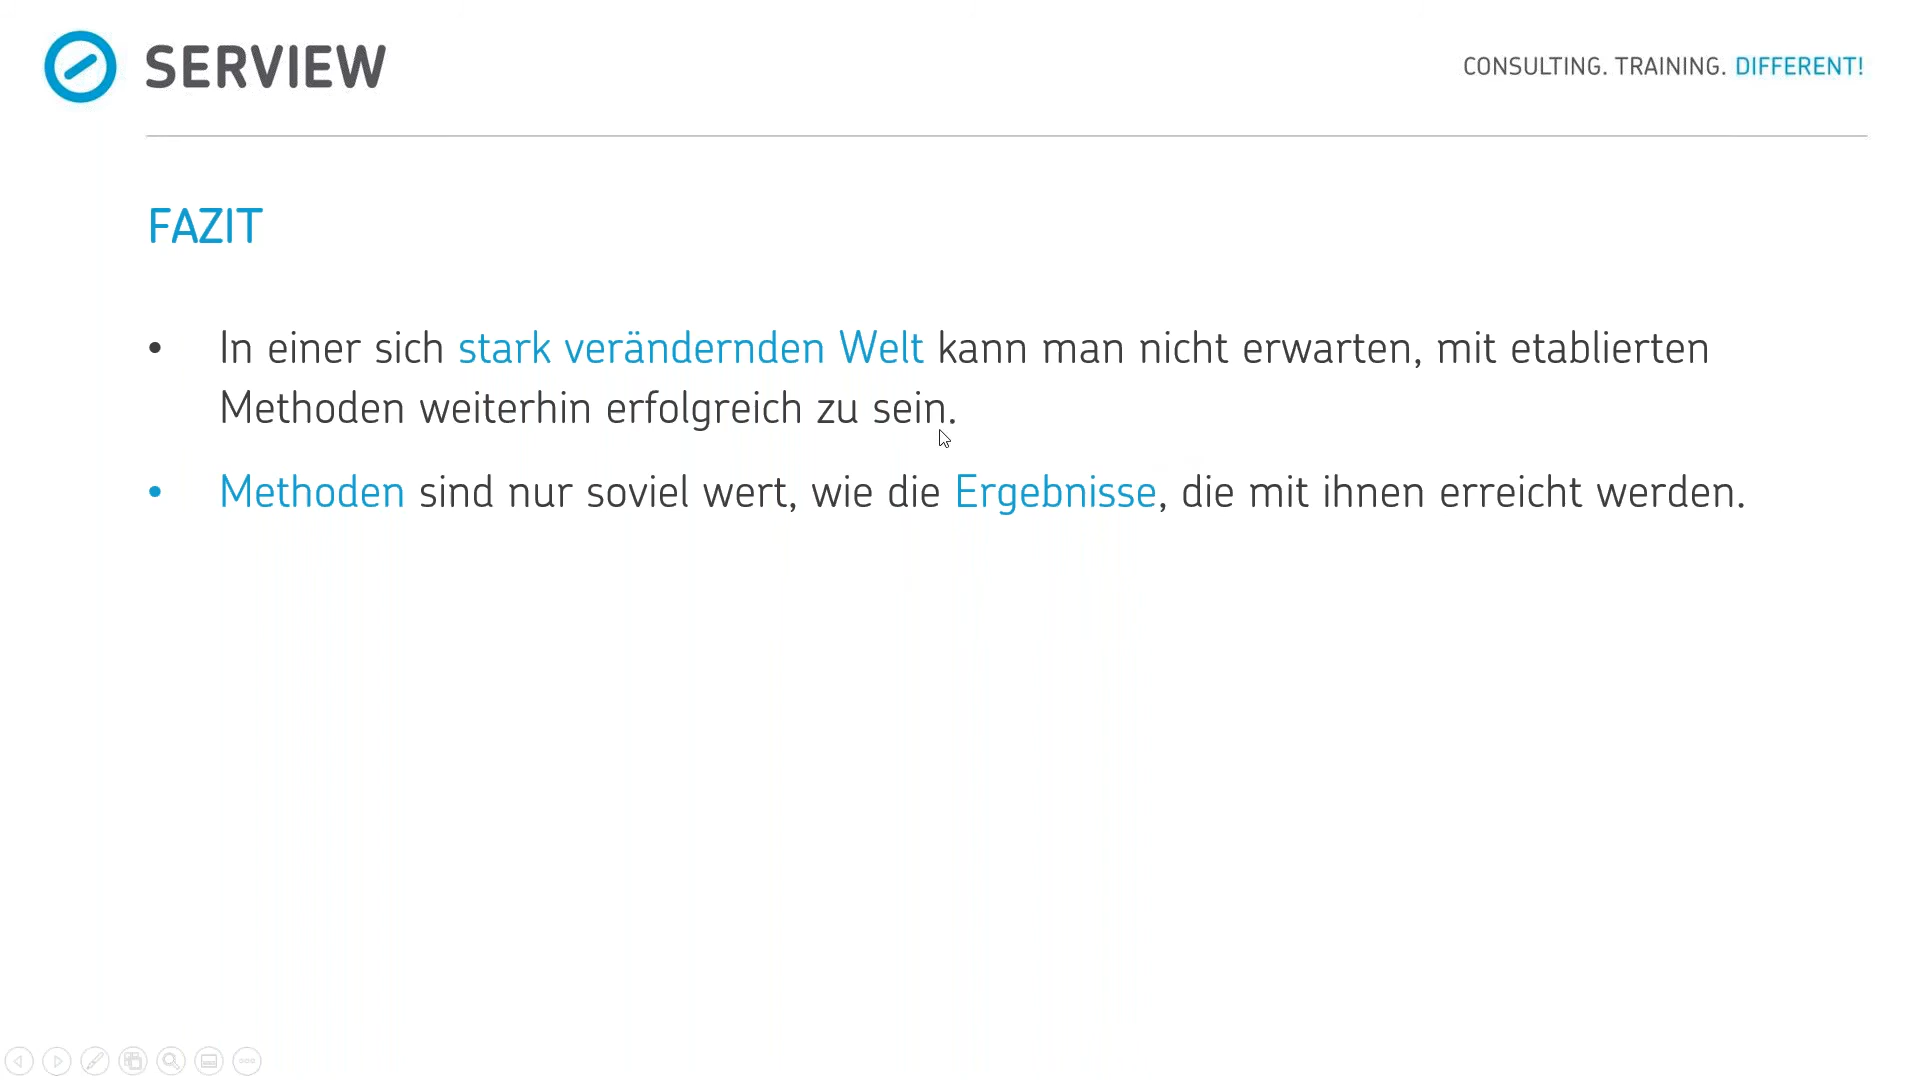 SERVIEW
CONSULTING. TRAINING. DIFFERENT!
FAZIT
• In einer sich stark verändernden Welt kann man nicht erwarten, mit etablierten
Methoden weiterhin erfolgreich zu sein.
• Methoden sind nur soviel wert, wie die Ergebnisse, die mit ihnen erreicht werden.